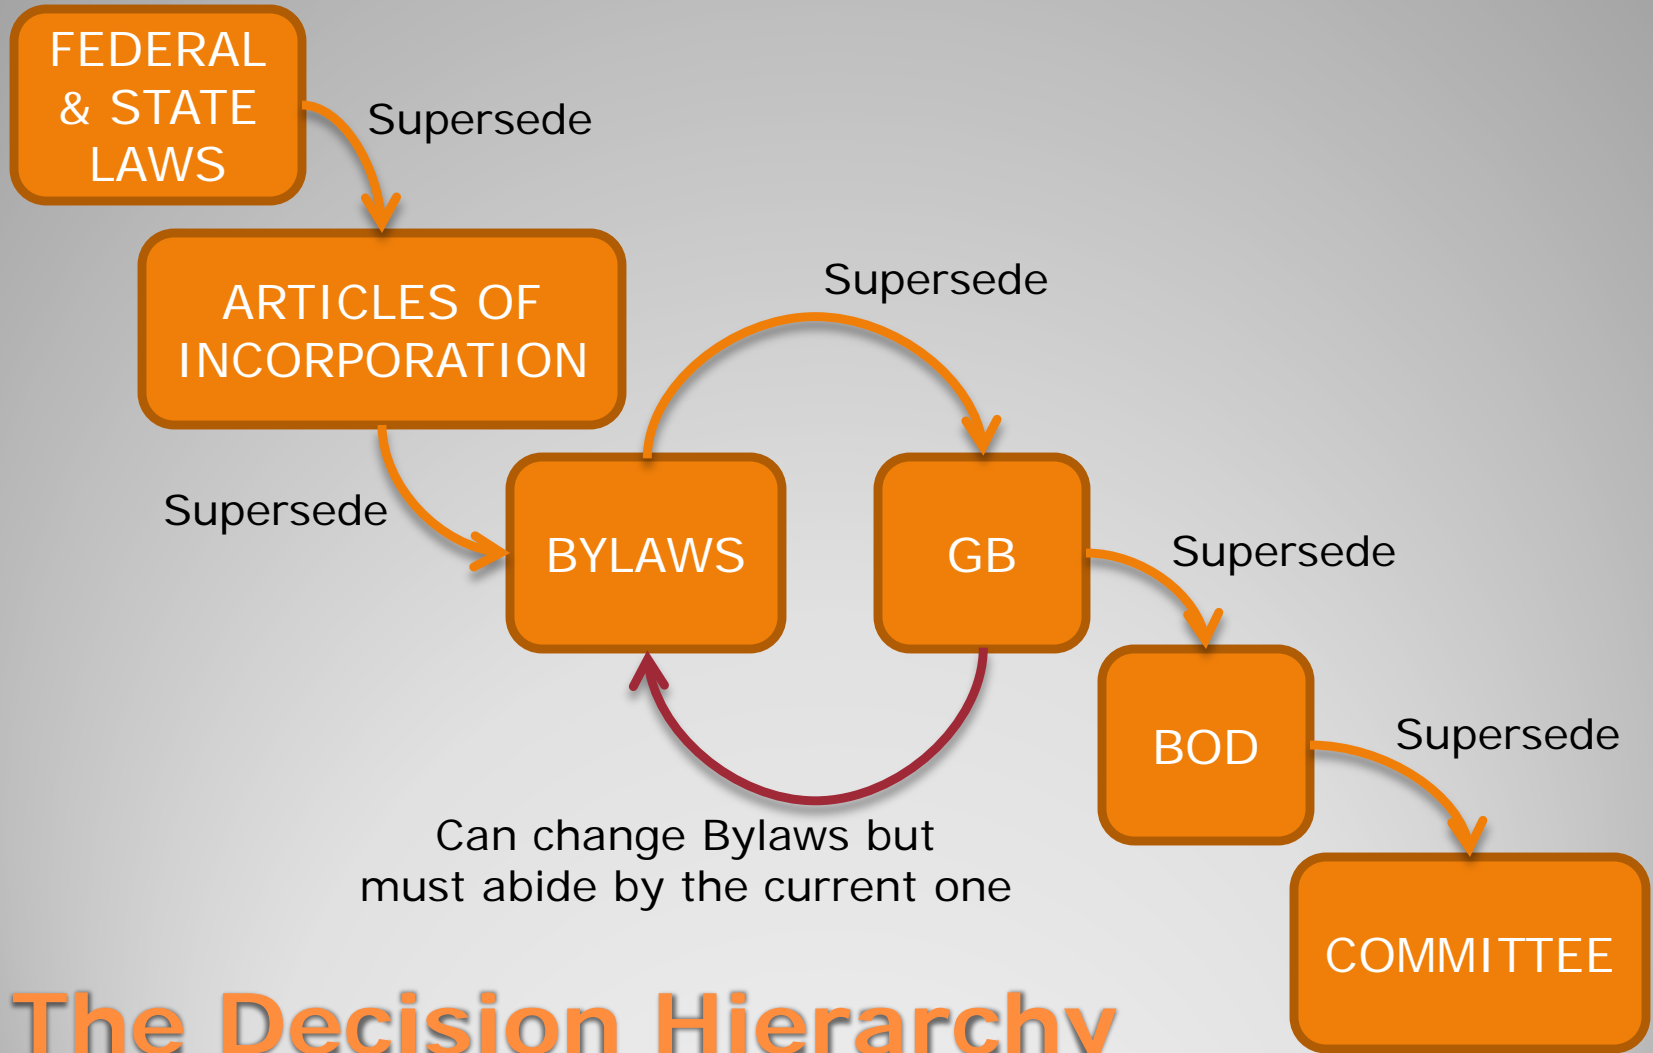 FEDERAL
& STATE
LAWS
Supersede
ARTICLES OF
INCORPORATION
Supersede
Supersede
BYLAWS
GB
Supersede
BOD
Supersede
Can change Bylaws but
must abide by the current one
COMMITTEE
The Decision Hierarchy